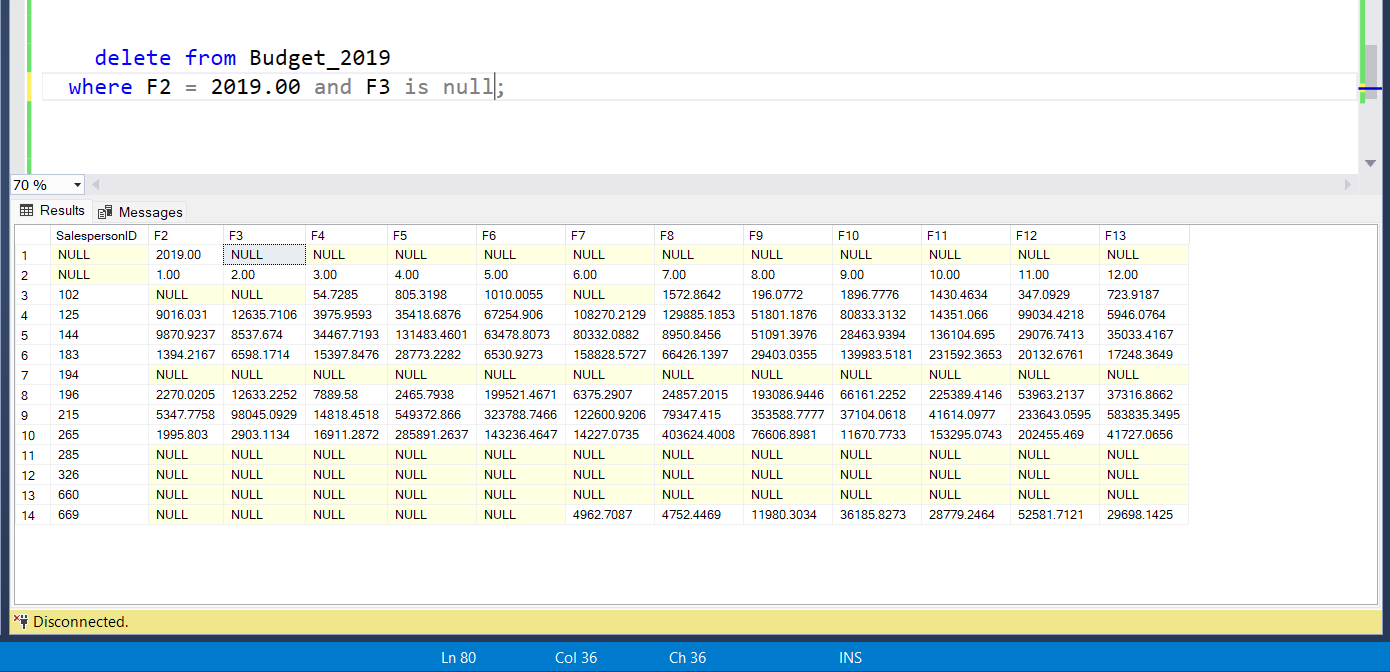 delete from Budget_2019
where F2 = 2019.00 and F3 is null;
70 %
Results Messages
SalespersonID F2 F3 F4 F5 F6 F7 F8 F9 F10 F11 F12 F13
1 NULL 2019.00 NULL NULL NULL NULL NULL NULL NULL NULL NULL NULL NULL
2 NULL 1.00 2.00 3.00 4.00 5.00 6.00 7.00 8.00 9.00 10.00 11.00 12.00
3 102 NULL NULL 54.7285 805.3198 1010.0055 NULL 1572.8642 196.0772 1896.7776 1430.4634 347.0929 723.9187
4 125 9016.031 12635.7106 3975.9593 35418.6876 67254.906 108270.2129 129885.1853 51801.1876 80833.3132 14351.066 99034.4218 5946.0764
5 144 9870.9237 8537.674 34467.7193 131483.4601 63478.8073 80332.0882 8950.8456 51091.3976 28463.9394 136104.695 29076.7413 35033.4167
6 183 1394.2167 6598.1714 15397.8476 28773.2282 6530.9273 158828.5727 66426.1397 29403.0355 139983.5181 231592.3653 20132.6761 17248.3649
7 194 NULL NULL NULL NULL NULL NULL NULL NULL NULL NULL NULL NULL
8 196 2270.0205 12633.2252 7889.58 2465.7938 199521.4671 6375.2907 24857.2015 193086.9446 66161.2252 225389.4146 53963.2137 37316.8662
9 215 5347.7758 98045.0929 14818.4518 549372.866 323788.7466 122600.9206 79347.415 353588.7777 37104.0618 41614.0977 233643.0595 583835.3495
10 265 1995.803 2903.1134 16911.2872 285891.2637 143236.4647 14227.0735 403624.4008 76606.8981 11670.7733 153295.0743 202455.469 41727.0656
11 285 NULL NULL NULL NULL NULL NULL NULL NULL NULL NULL NULL NULL
12 326 NULL NULL NULL NULL NULL NULL NULL NULL NULL NULL NULL NULL
13 660 NULL NULL NULL NULL NULL NULL NULL NULL NULL NULL NULL NULL
14 669 NULL NULL NULL NULL NULL 4962.7087 4752.4469 11980.3034 36185.8273 28779.2464 52581.7121 29698.1425
Disconnected.
Ln 80 Col 36 Ch 36 INS